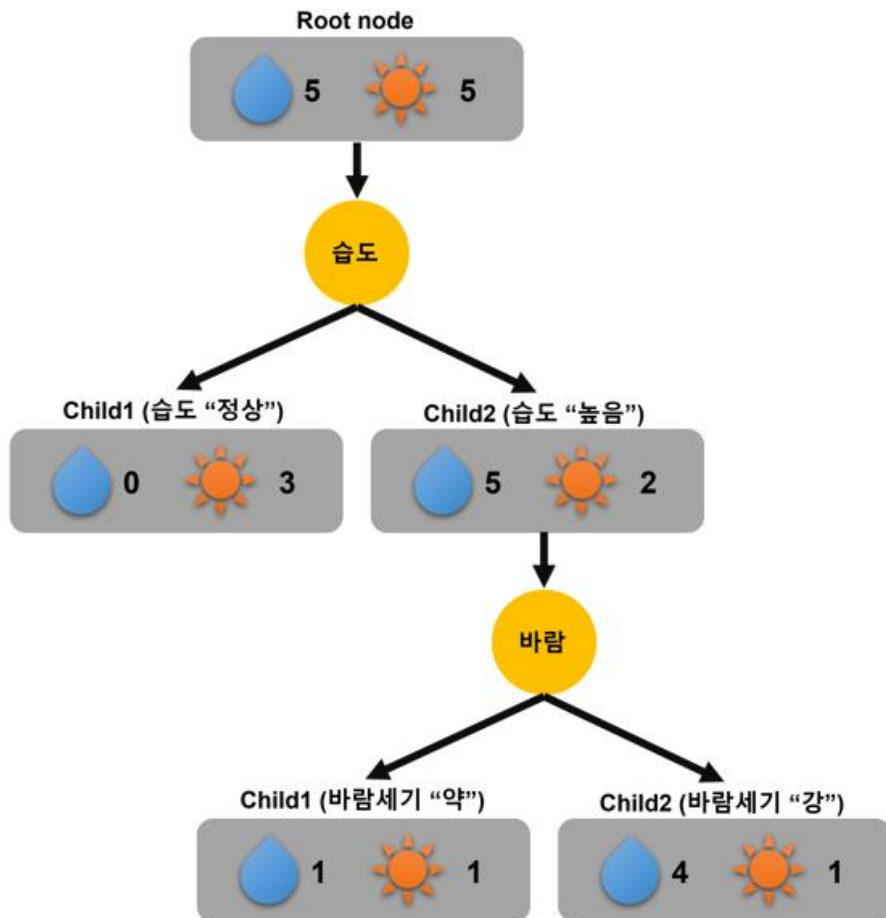 Root node
5 5
습도
Child1 (습도 “정상”)
Child2 (습도 “높음”)
0 3
5 2
바람
Child1 (바람세기 “약”)
Child2 (바람세기 “강”)
1 1
4 1